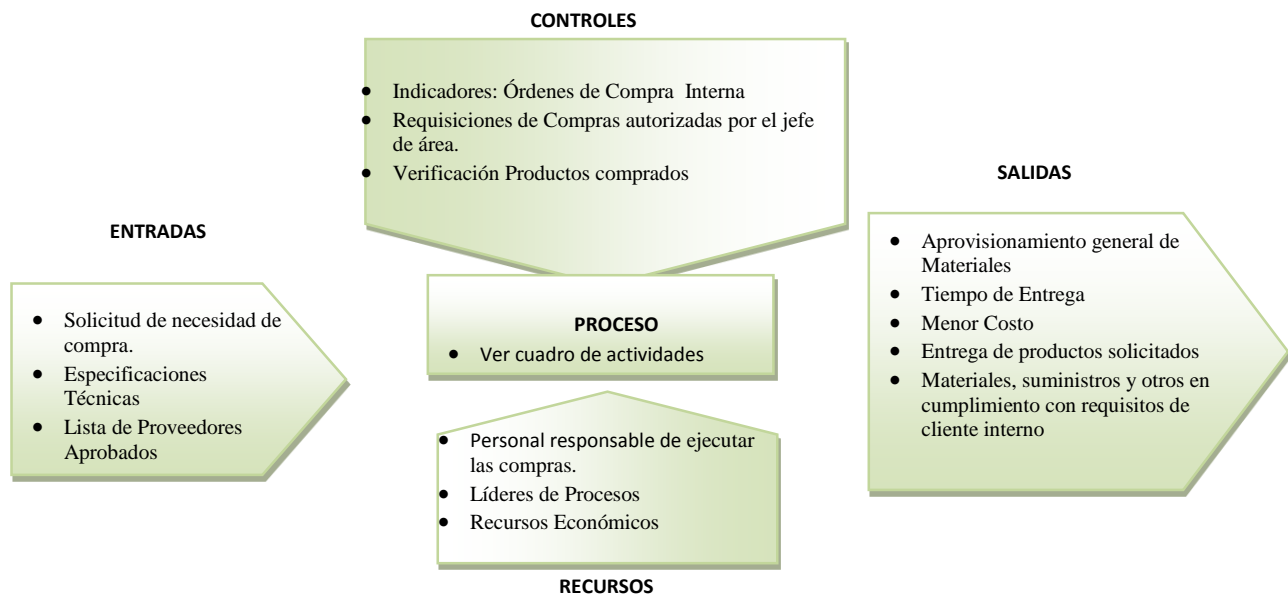 CONTROLES
Indicadores: Órdenes de Compra Interna
Requisiciones de Compras autorizadas por el jefe
de área.
Verificación Productos comprados
SALIDAS
Aprovisionamiento general de
Materiales
Tiempo de Entrega
Menor Costo
Entrega de productos solicitados
Materiales, suministros y otros en
cumplimiento con requisitos de
cliente interno
ENTRADAS
Solicitud de necesidad de
compra.
Especificaciones
Técnicas
Lista de Proveedores
Aprobados
PROCESO
Ver cuadro de actividades
Personal responsable de ejecutar
las compras.
Líderes de Procesos
Recursos Económicos
RECURSOS